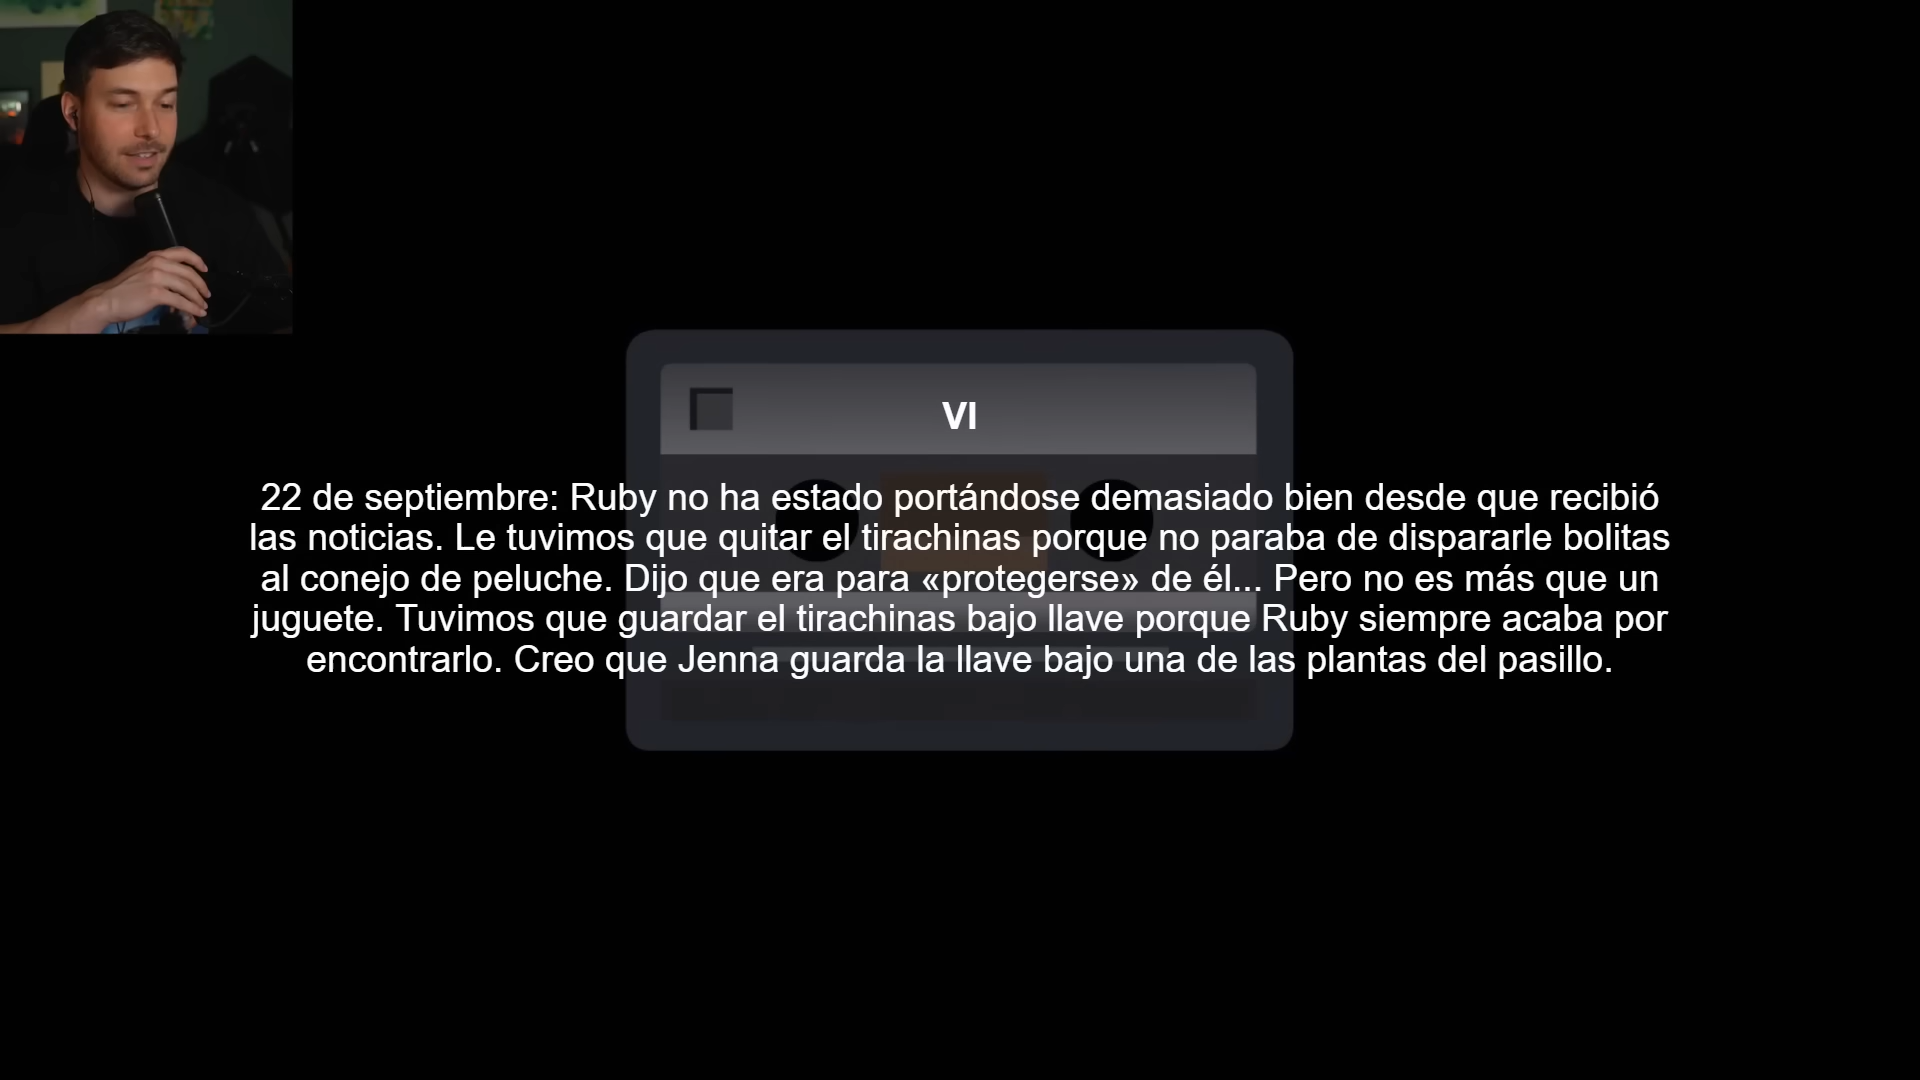 VI
22 de septiembre: Ruby no ha estado portándose demasiado bien desde que recibió
las noticias. Le tuvimos que quitar el tirachinas porque no paraba de dispararle bolitas
al conejo de peluche. Dijo que era para «protegerse» de él... Pero no es más que un
juguete. Tuvimos que guardar el tirachinas bajo llave porque Ruby siempre acaba por
encontrarlo. Creo que Jenna guarda la llave bajo una de las plantas del pasillo.